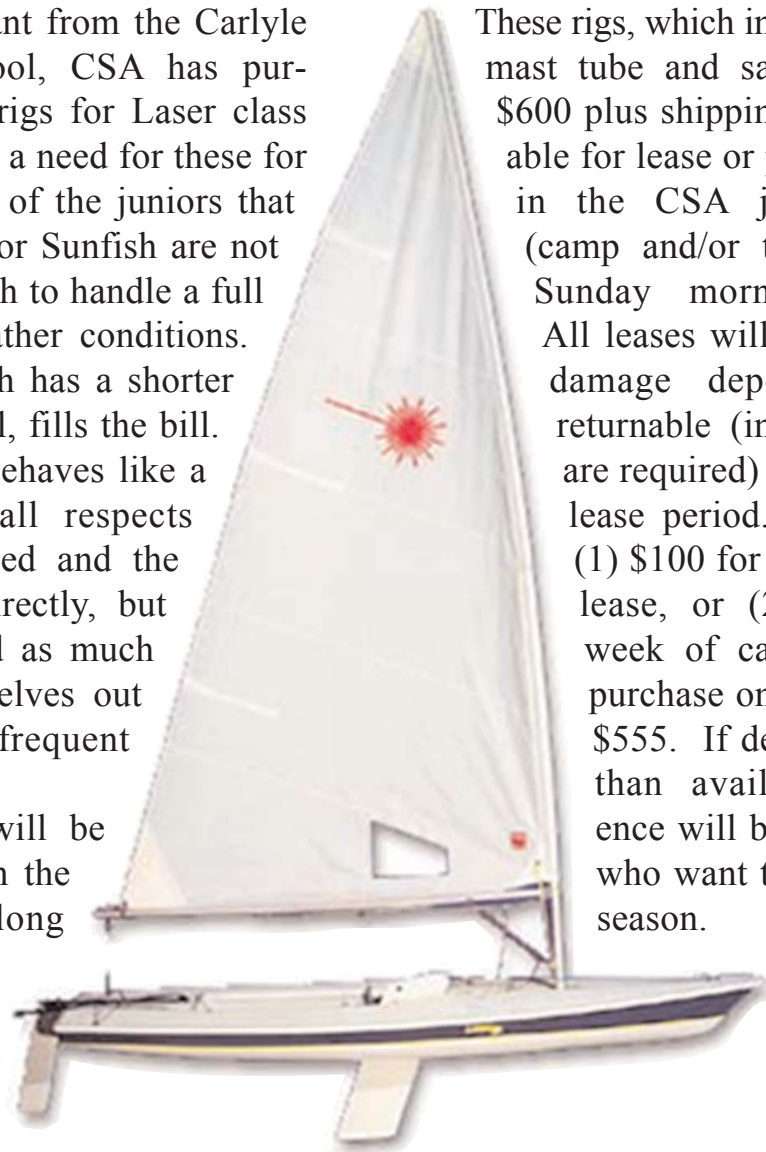 ant from the Carlyle
ool, CSA has pur-
rigs for Laser class
a need for these for
of the juniors that
or Sunfish are not
h to handle a full
ather conditions.
h has a shorter
l, fills the bill.
ehaves like a
all respects
ed and the
irectly, but
d as much
elves out
frequent
will be
n the
long
These rigs, which in
mast tube and sa
$600 plus shippin
able for lease or
in the CSA j
(camp and/or t
Sunday morn
All leases will
damage depo
returnable (in
are required)
lease period.
(1) $100 for
lease, or (2
week of ca
purchase on
$555. If de
than avail
ence will b
who want t
season.